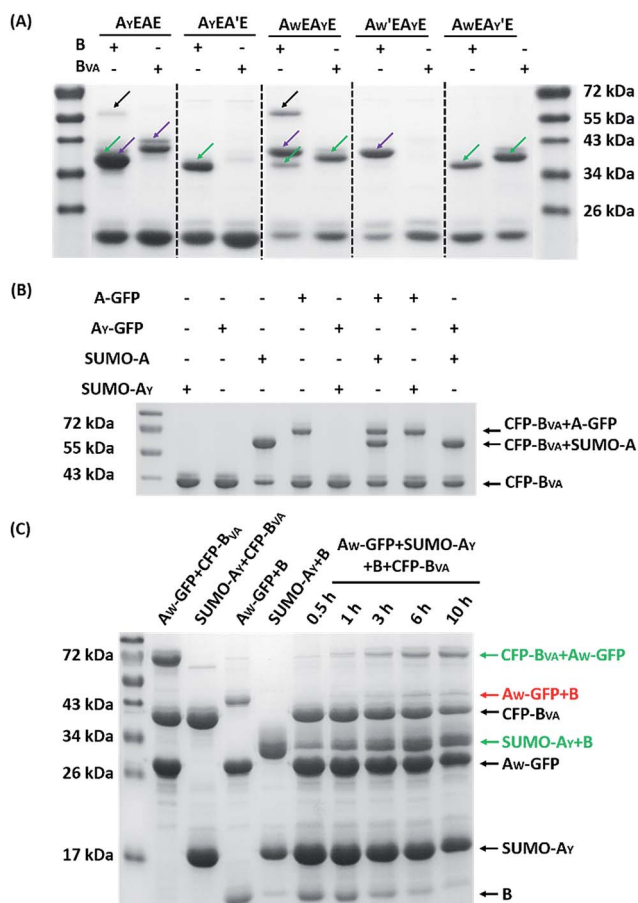 (A)
AYEAE AYEA'E AWEAYE AW'EAYE AWEAY'E
B + - + - + - + - + -
BVA - + - + - + - + - +
72 kDa
55 kDa
43 kDa
34 kDa
26 kDa
(B)
A-GFP - - - + - + + -
AY-GFP - + - - + - - +
SUMO-A - - + - - + - +
SUMO-AY + - - - + - + -
72 kDa
55 kDa
43 kDa
CFP-BVA+A-GFP
CFP-BVA+SUMO-A
CFP-BVA
(C)
AW-GFP+CFP-BVA
SUMO-AY+CFP-BVA
AW-GFP+B
SUMO-AY+B
AW-GFP+SUMO-AY
+B+CFP-BVA
0.5 h 1 h 3 h 6 h 10 h
72 kDa
43 kDa
34 kDa
26 kDa
17 kDa
CFP-BVA+AW-GFP
AW-GFP+B
CFP-BVA
SUMO-AY+B
AW-GFP
SUMO-AY
B